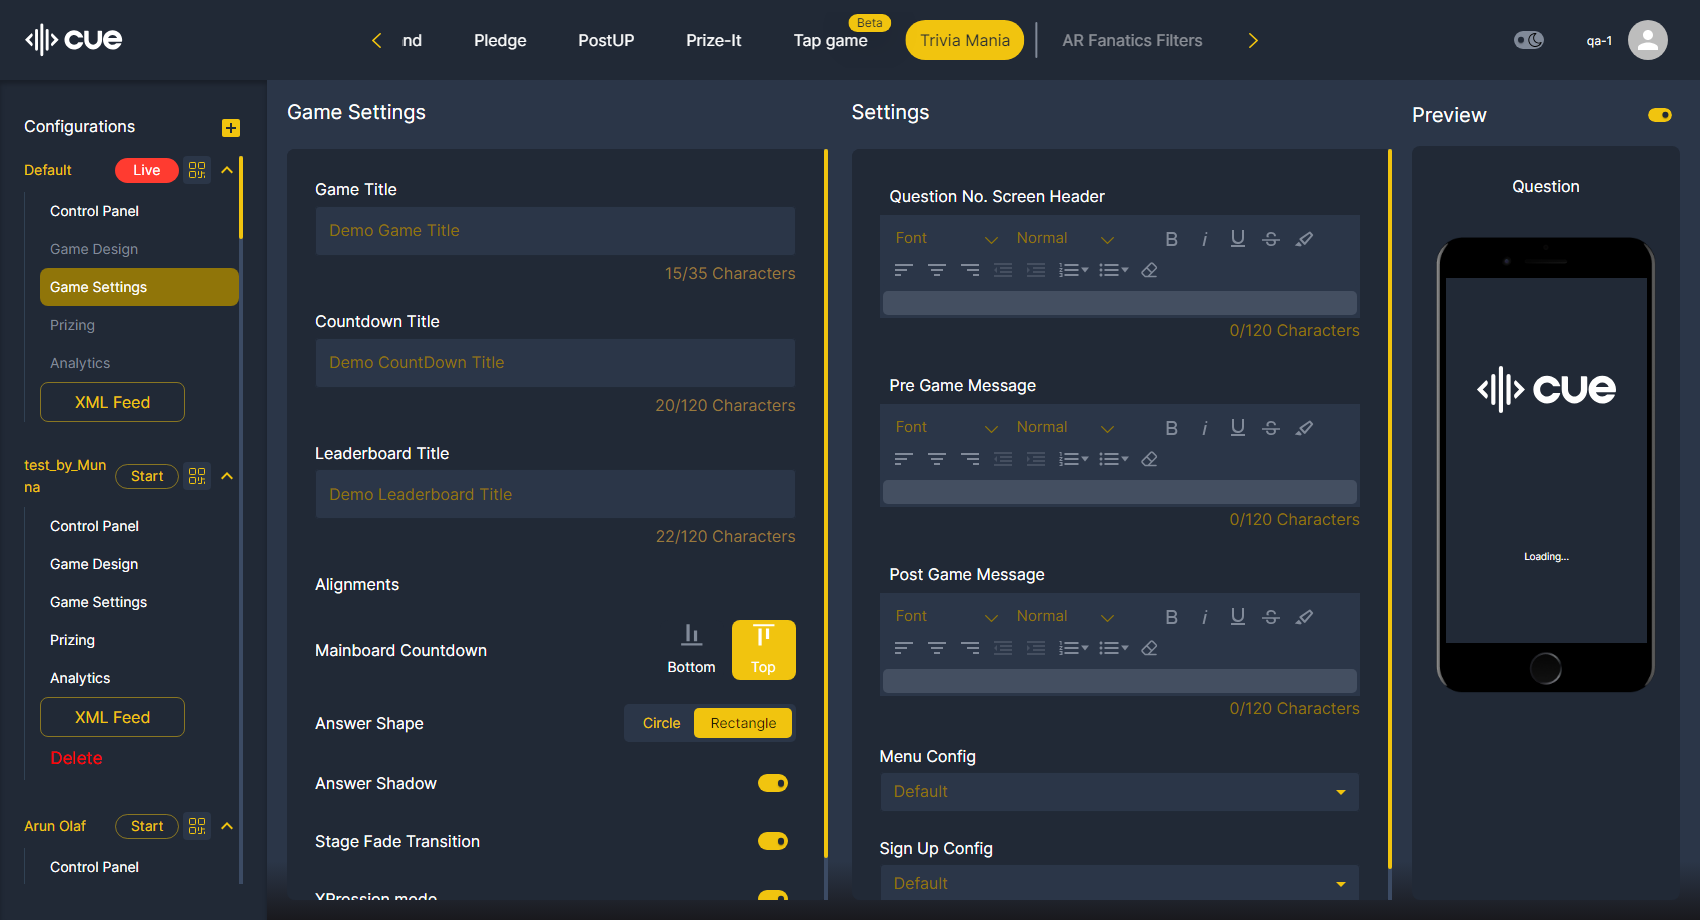 cue
Pledge
PostUP
Prize-It
Tap game
Beta
Trivia Mania
AR Fanatics Filters
qa-1
Configurations
Default
Live
Control Panel
Game Design
Game Settings
Prizing
Analytics
XML Feed
test_by_Mun
na
Start
Control Panel
Game Design
Game Settings
Prizing
Analytics
XML Feed
Delete
Arun Olaf
Start
Control Panel
Game Settings
Game Title
Demo Game Title
15/35 Characters
Countdown Title
Demo CountDown Title
20/120 Characters
Leaderboard Title
Demo Leaderboard Title
22/120 Characters
Alignments
Mainboard Countdown
Bottom
Top
Answer Shape
Circle
Rectangle
Answer Shadow
Stage Fade Transition
XPression mode
Settings
Question No. Screen Header
Font
Normal
B i U S
0/120 Characters
Pre Game Message
Font
Normal
B i U S
0/120 Characters
Post Game Message
Font
Normal
B i U S
0/120 Characters
Menu Config
Default
Sign Up Config
Default
Preview
Question
cue
Loading...